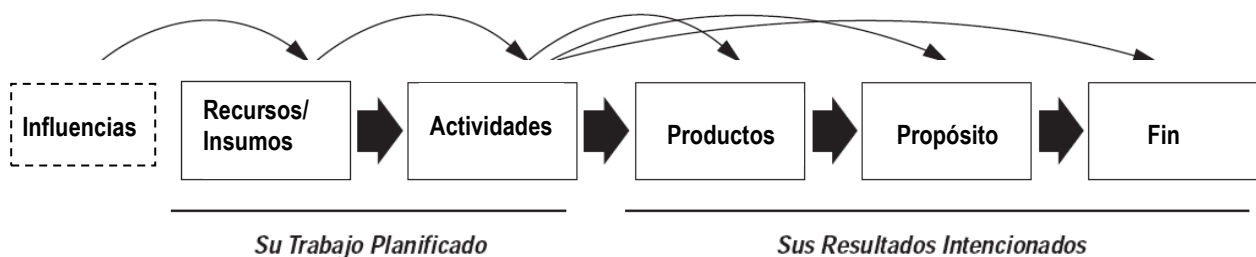 Influencias
Recursos/
Insumos
Actividades
Productos
Propósito
Fin
Su Trabajo Planificado
Sus Resultados Intencionados